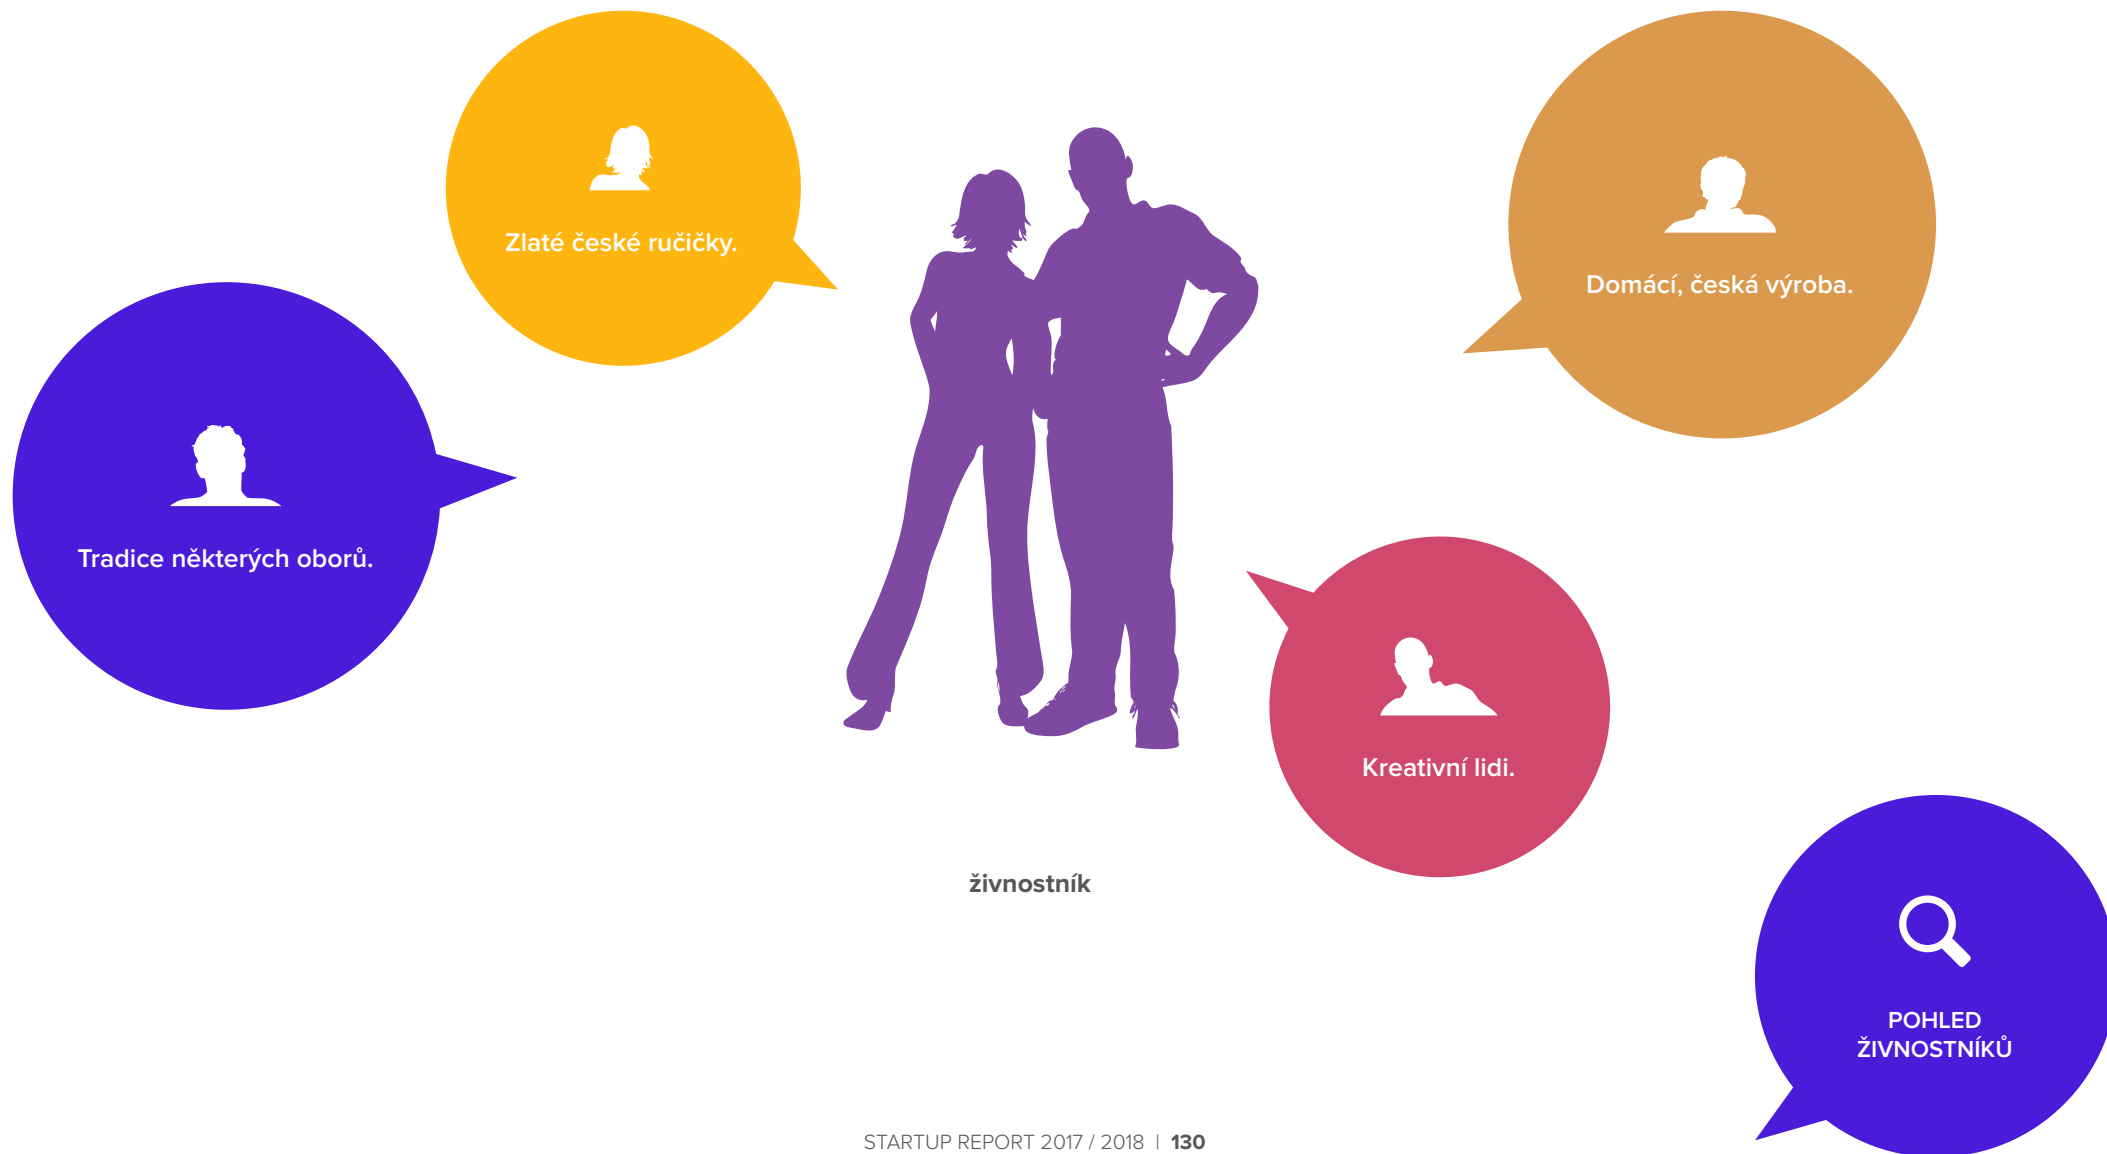 Zlaté české ručičky.
Domácí, česká výroba.
Tradice některých oborů.
Kreativní lidi.
živnostník
POHLED
ŽIVNOSTNÍKŮ
STARTUP REPORT 2017 / 2018 | 130